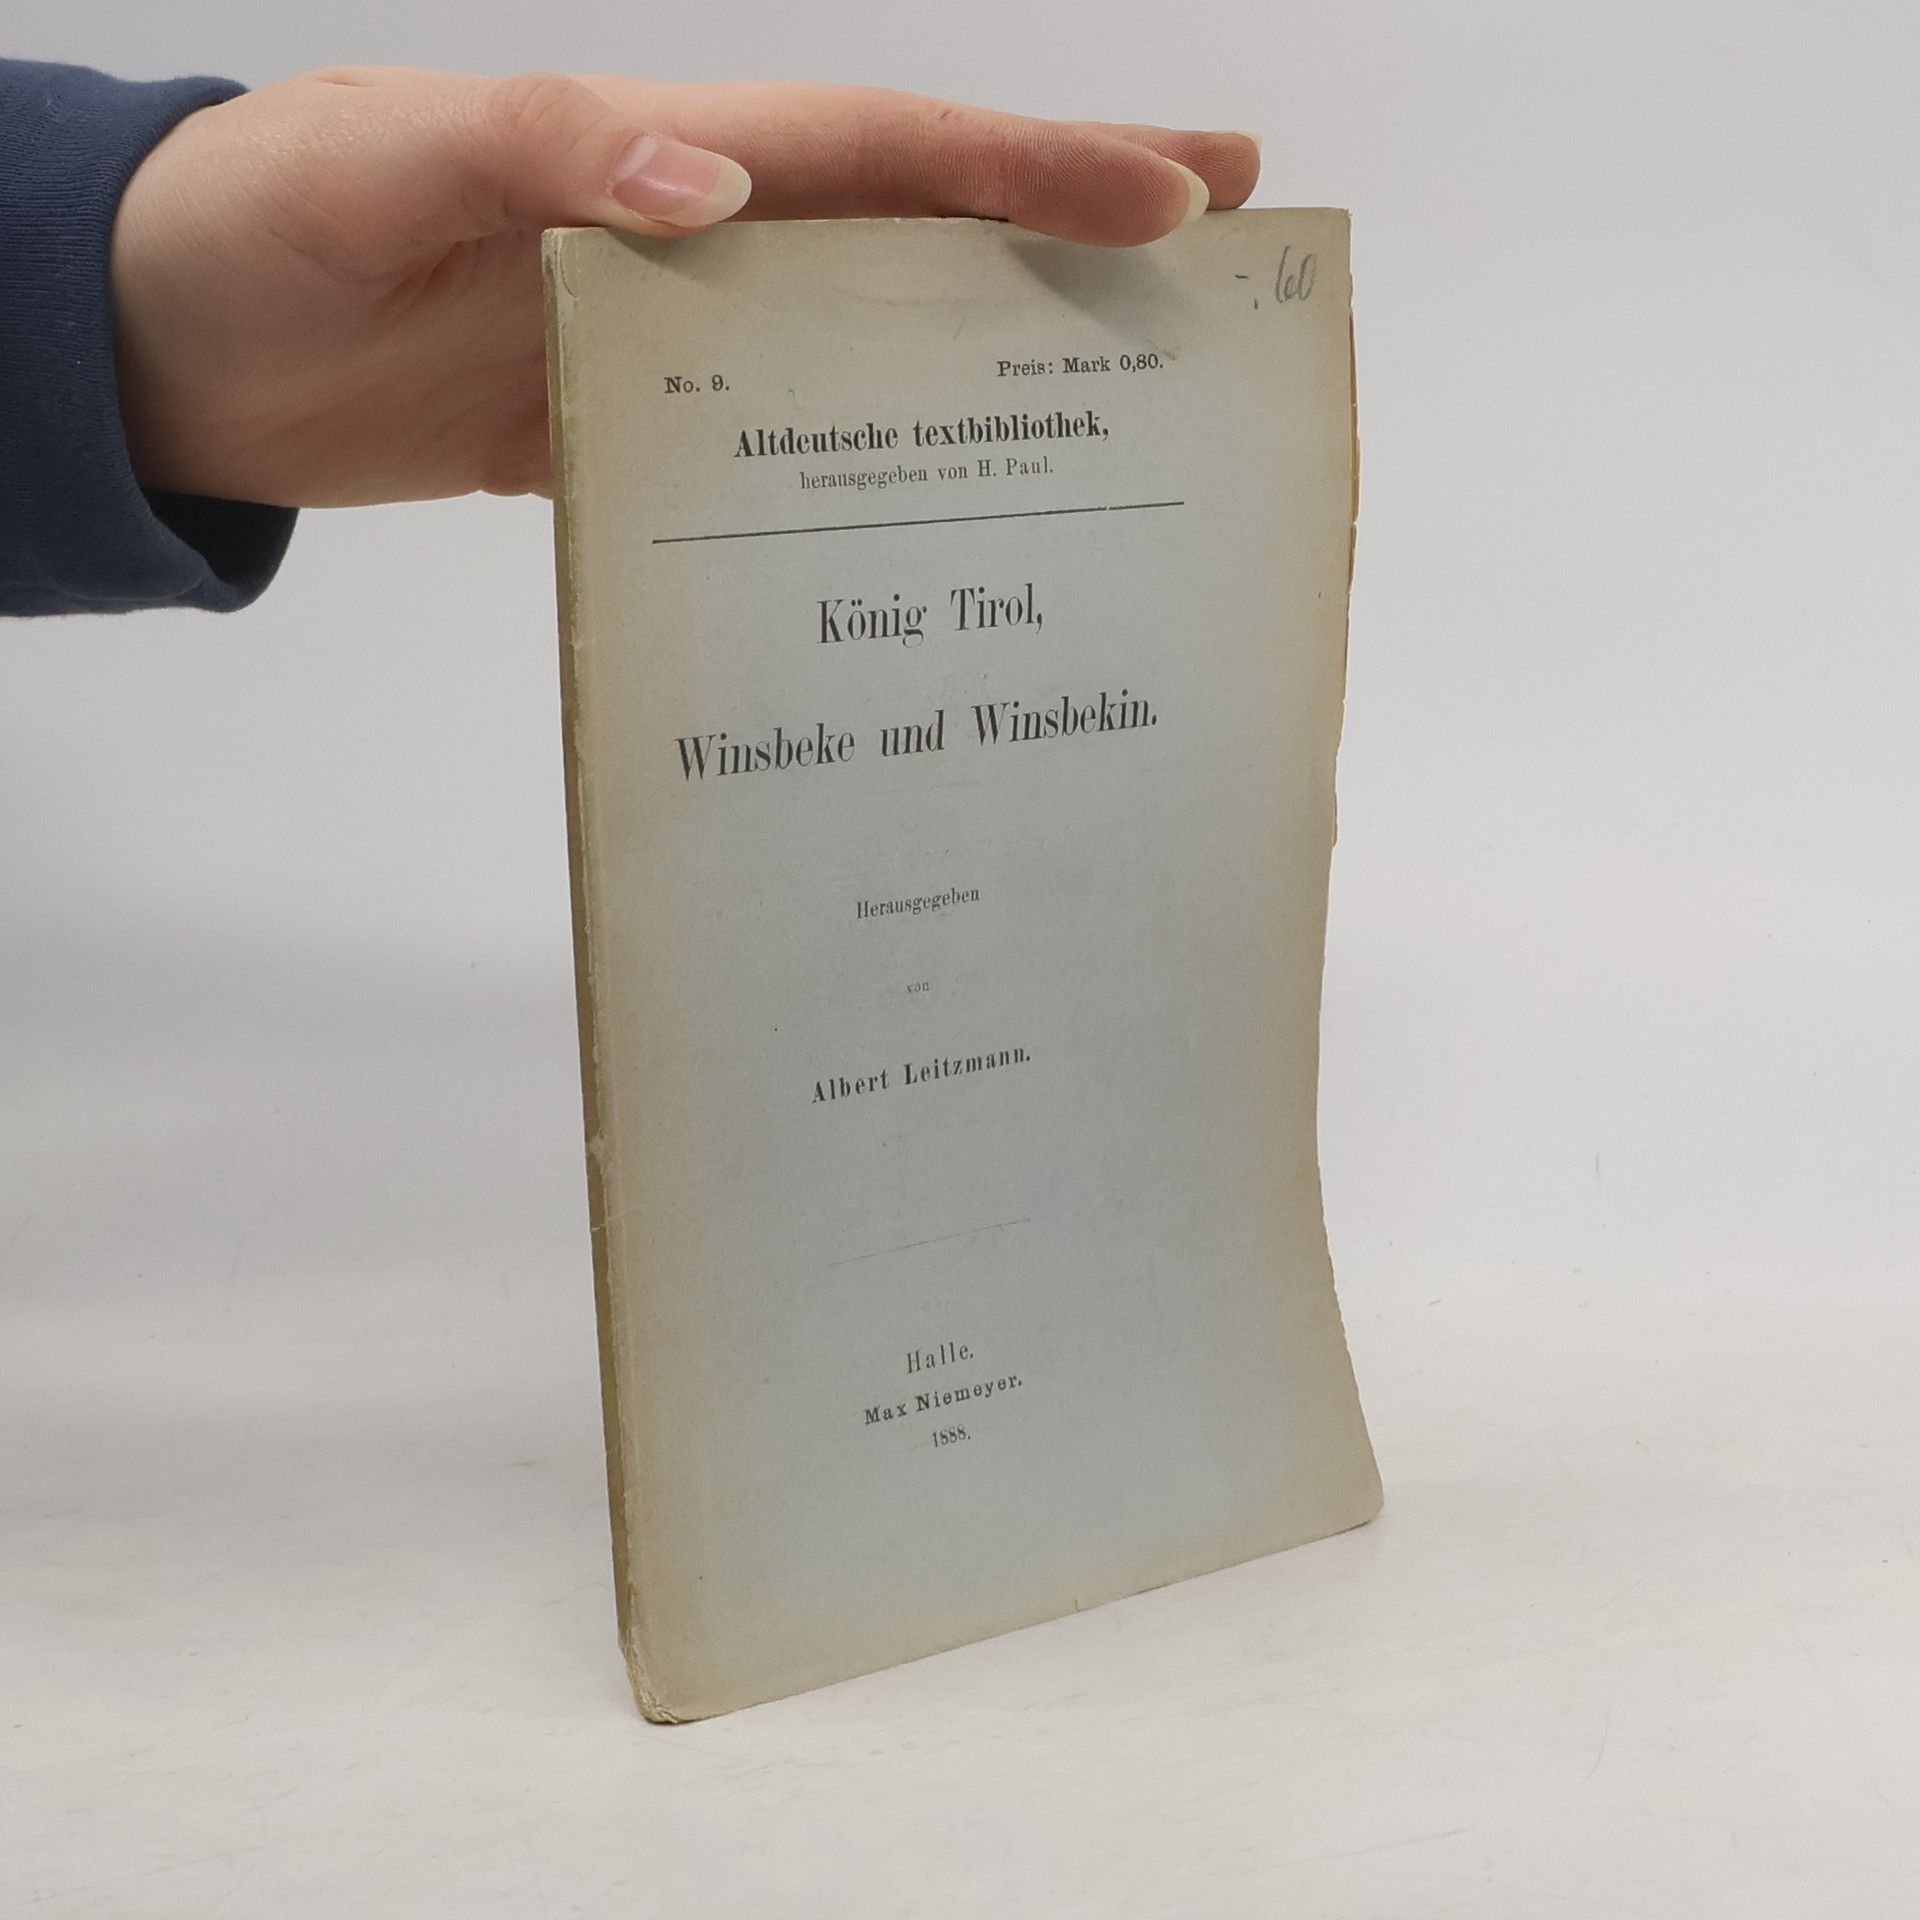 -.60
No. 9. Preis: Mark 0,80.
Altdeutsche textbibliothek,
herausgegeben von H. Paul.
König Tirol,
Winsbeke und Winsbekin.
Herausgegeben
von
Albert Leitzmann.
Halle.
Max Niemeyer.
1888.